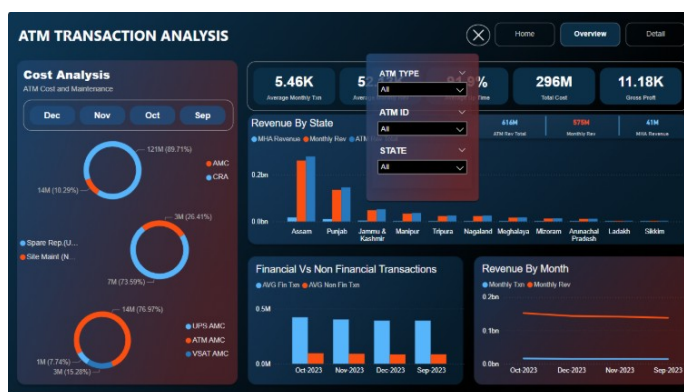 ATM TRANSACTION ANALYSIS
Home
Overview
Detail
Cost Analysis
ATM Cost and Maintenance
Dec
Nov
Oct
Sep
121M (89.71%)
14M (10.29%)
AMC
CRA
3M (26.41%)
7M (73.59%)
Spare Rep.(U...
Site Maint (N...
14M (76.97%)
1M (7.74%)
3M (15.28%)
UPS AMC
ATM AMC
VSAT AMC
5.46K
Average Monthly Txn
Average
296M
Total Cost
11.18K
Gross Profit
ATM TYPE
All
ATM ID
All
STATE
All
Revenue By State
MHA Revenue
Monthly Rev
616M
ATM Rev Total
575M
Monthly Rev
41M
MHA Revenue
0.2bn
0.0bn
Assam
Punjab
Jammu &
Kashmir
Manipur
Tripura
Nagaland
Meghalaya
Mizoram
Arunachal
Pradesh
Ladakh
Sikkim
Financial Vs Non Financial Transactions
AVG Fin Txn
AVG Non Fin Txn
0.5M
0.0M
Oct-2023
Nov-2023
Dec-2023
Sep-2023
Revenue By Month
Monthly Txn
Monthly Rev
0.2bn
0.1bn
0.0bn
Oct-2023
Dec-2023
Nov-2023
Sep-2023